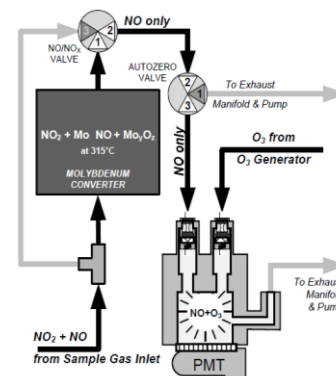 NO only
3 2
1
NO/NOx
VALVE
AUTOZERO
VALVE
2
1
3
To Exhaust
Manifold & Pump
NO only
O3 from
O3 Generator
NO2 + Mo NO + MoyOz
at 315°C
MOLYBDENUM
CONVERTER
NO+O3
To Exhaust
Manifold
& Pump
NO2 + NO
from Sample Gas Inlet
PMT